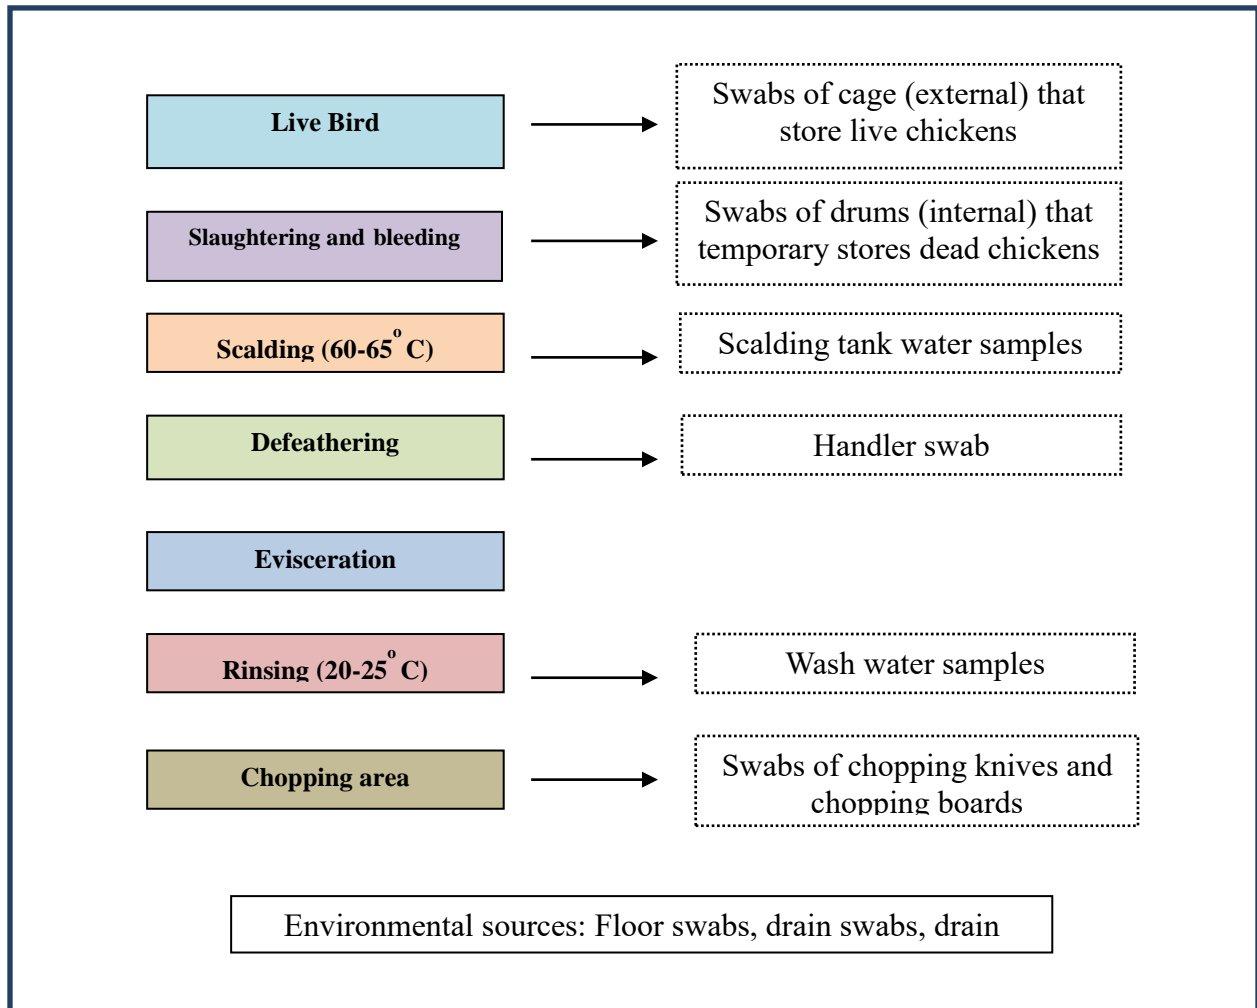 Live Bird
Swabs of cage (external) that
store live chickens
Slaughtering and bleeding
Swabs of drums (internal) that
temporary stores dead chickens
Scalding (60-65° C)
Scalding tank water samples
Defeathering
Handler swab
Evisceration
Rinsing (20-25° C)
Wash water samples
Chopping area
Swabs of chopping knives and
chopping boards
Environmental sources: Floor swabs, drain swabs, drain